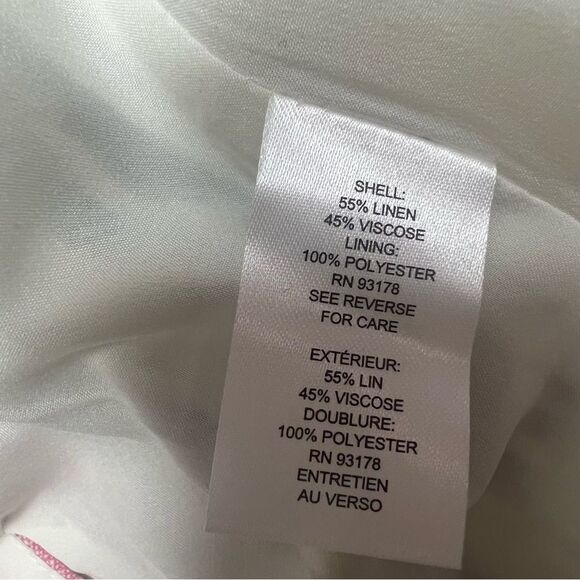 SHELL:
55% LINEN
45% VISCOSE
LINING:
100% POLYESTER
RN 93178
SEE REVERSE
FOR CARE
EXTÉRIEUR:
55% LIN
45% VISCOSE
DOUBLURE:
100% POLYESTER
RN 93178
ENTRETIEN
AU VERSO